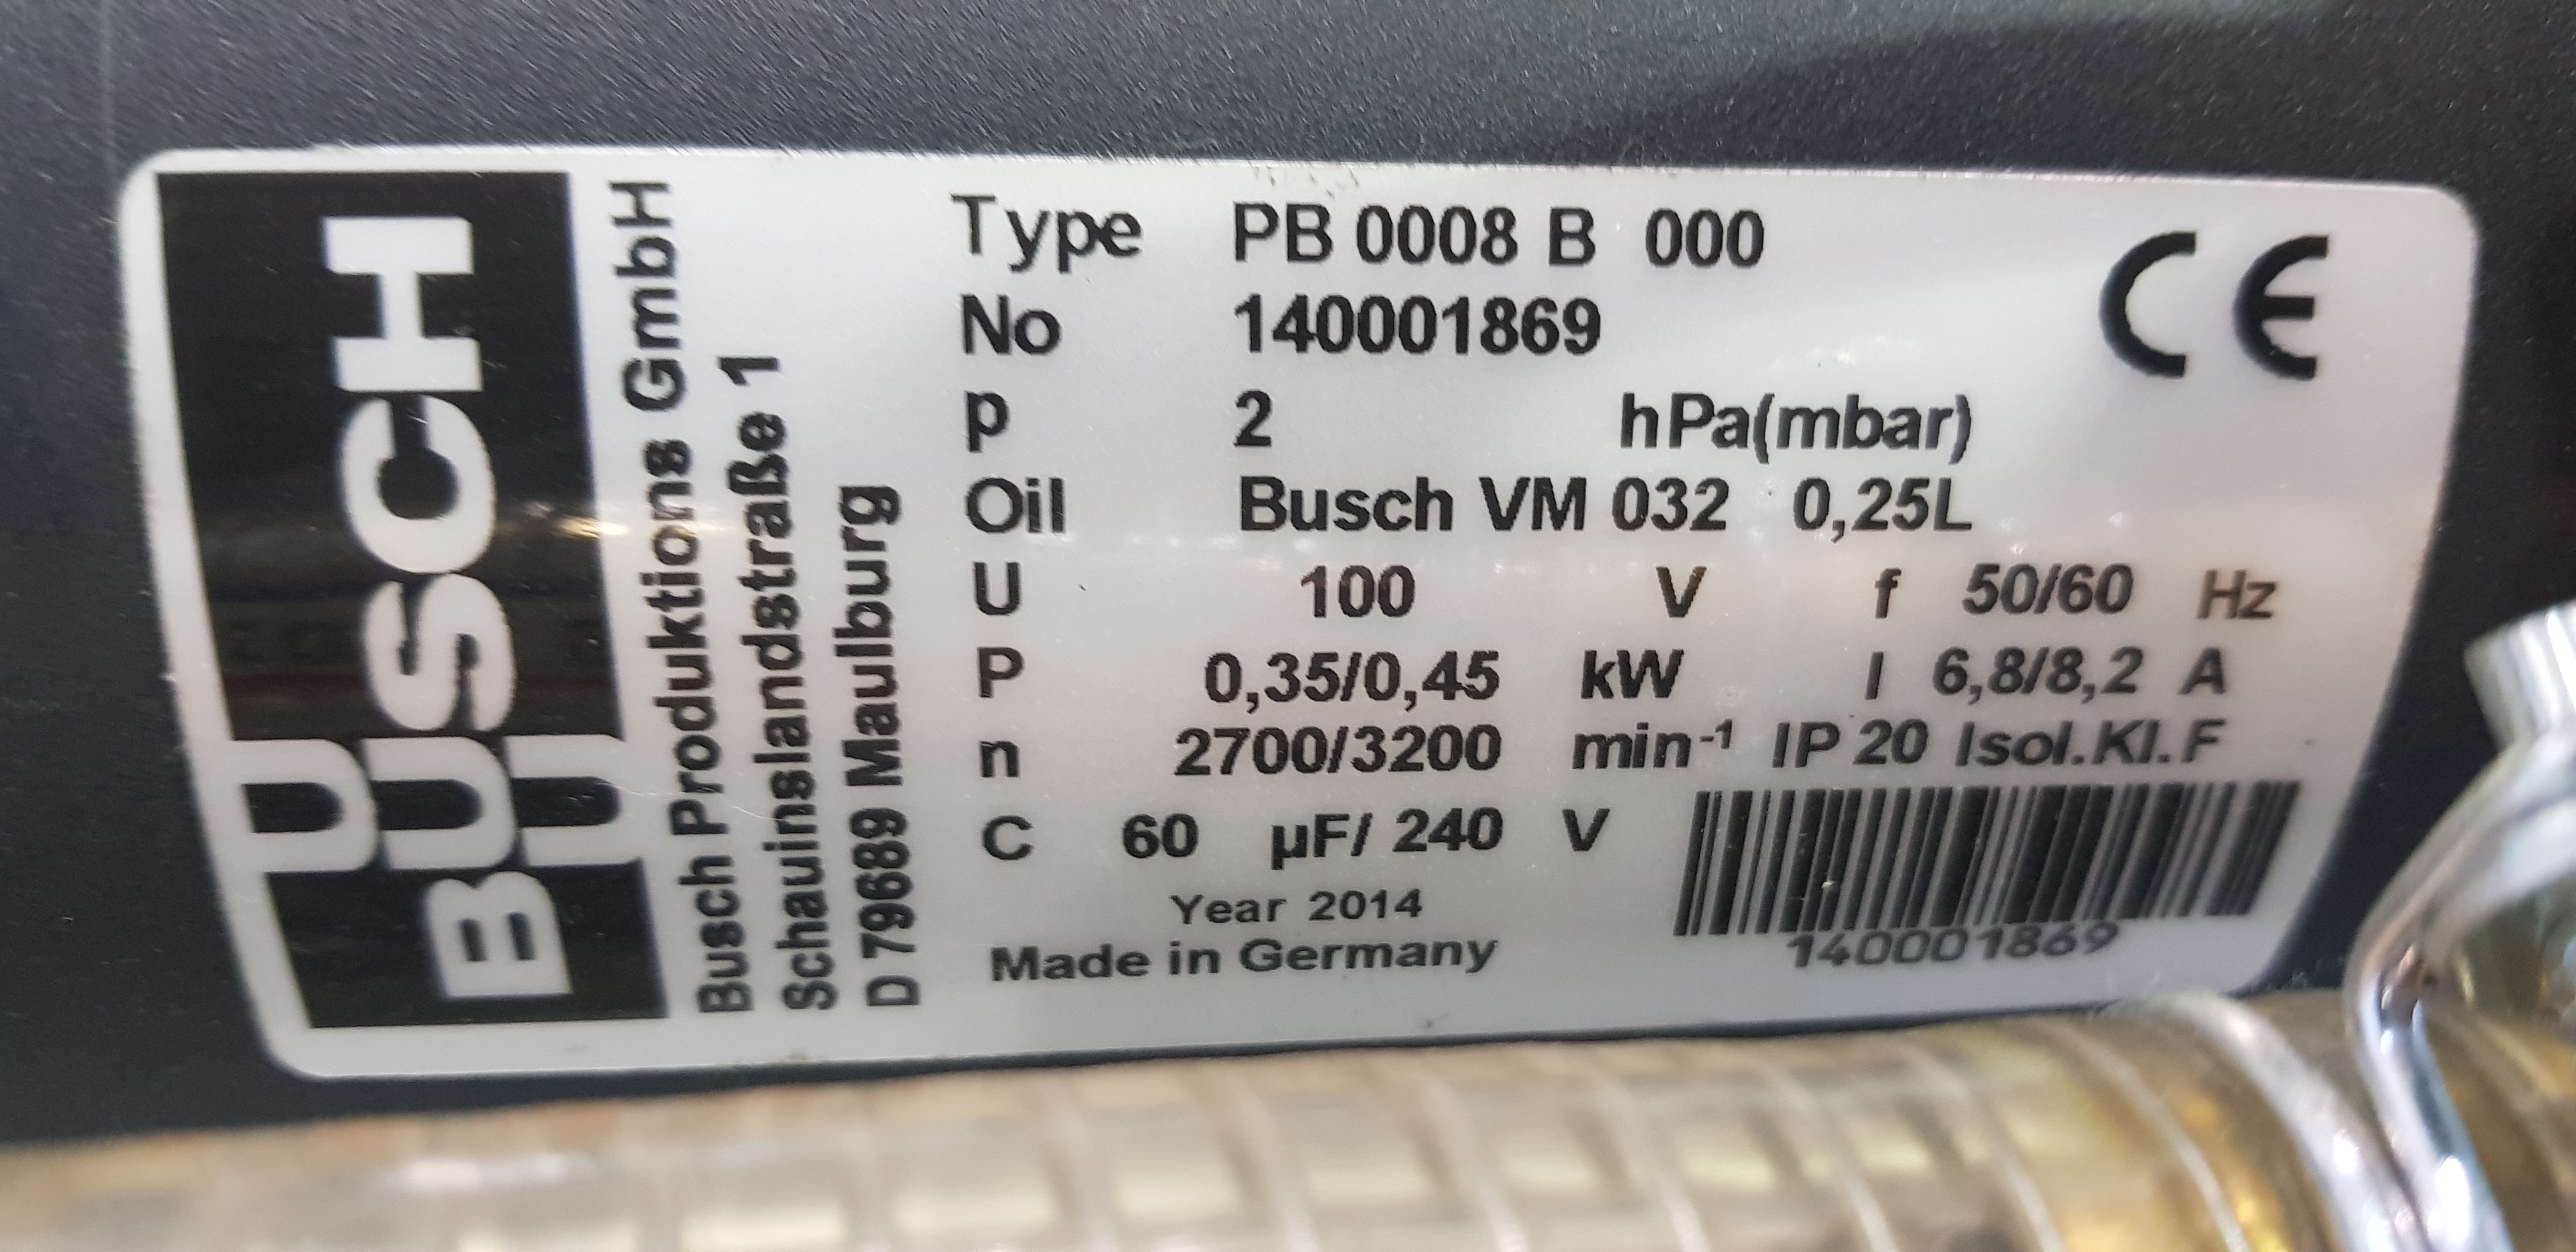 BUSCH
Busch Produktions GmbH
Schauinslandstraße 1
D 79689 Maulburg
Type PB 0008 B 000
No 140001869
p 2 hPa(mbar)
Oil Busch VM 032 0,25L
U 100 V f 50/60 Hz
P 0,35/0,45 kW I 6,8/8,2 A
n 2700/3200 min⁻¹ IP 20 Isol.Kl.F
C 60 µF/ 240 V
Year 2014
Made in Germany
CE
140001869